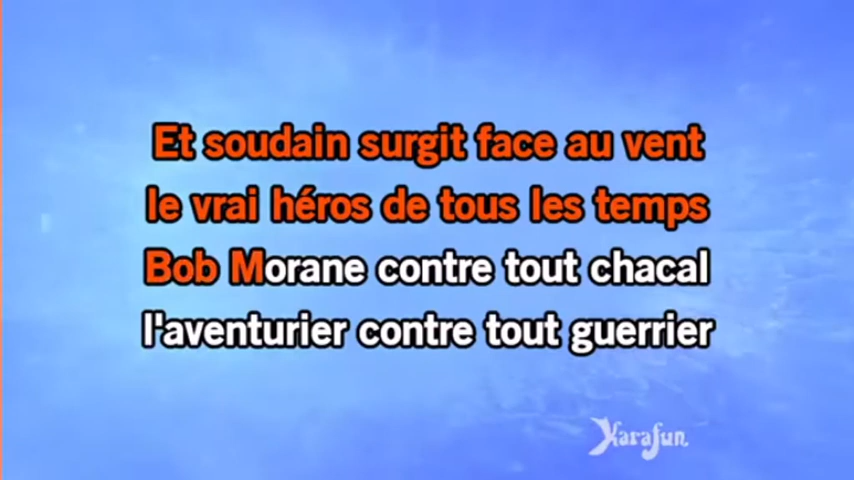 Et soudain surgit face au vent
le vrai héros de tous les temps
Bob Morane contre tout chacal
l'aventurier contre tout guerrier
Karafun